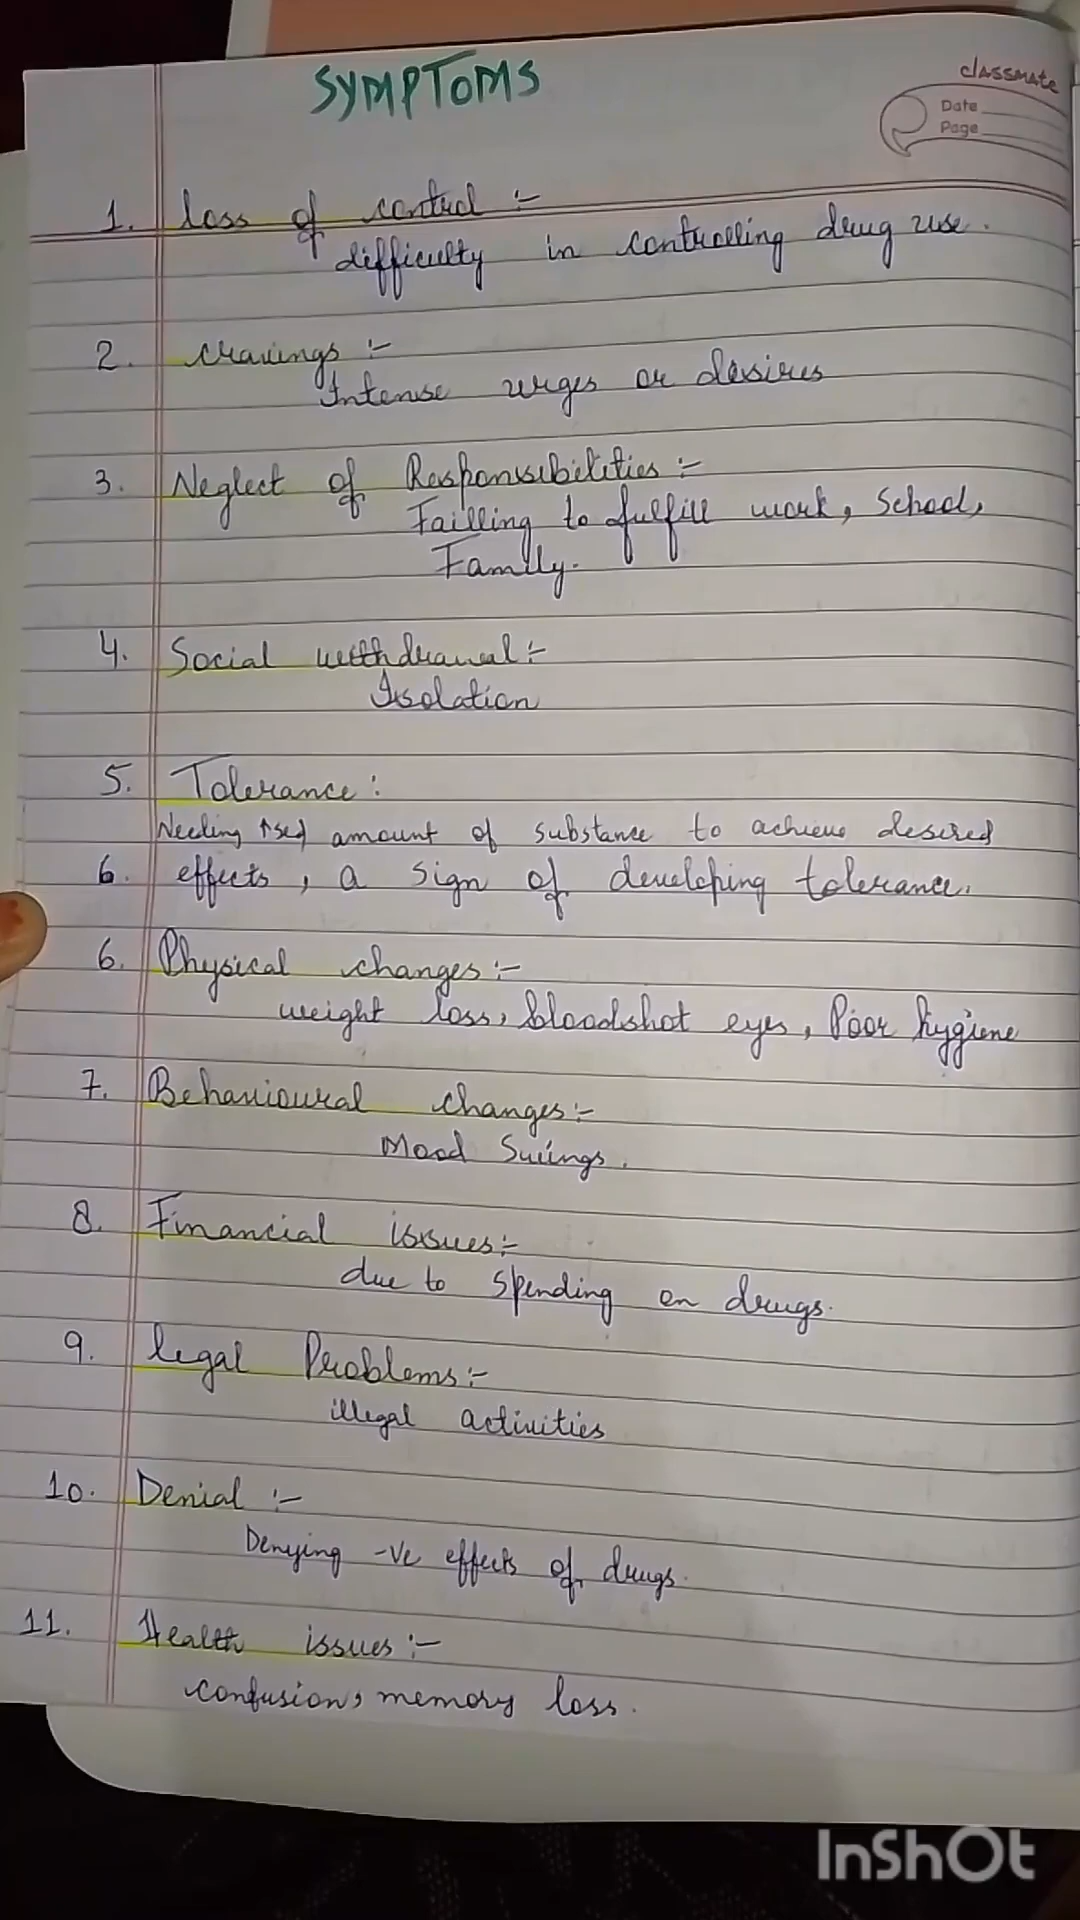 SYMPTOMS
classmate
Date
Page
1. loss of control :-
difficulty in controlling drug use.
2. cravings :-
Intense urges or desires
3. Neglect of Responsibilities :-
Failling to fulfill work, School,
Family.
4. Social withdrawal :-
Isolation
5. Tolerance :
Needing ↑sed amount of substance to achieve desired
6. effects, a sign of developing tolerance.
6. Physical changes :-
weight loss, bloodshot eyes, Poor hygiene
7. Behavioural changes :-
Mood Swings.
8. Financial issues :-
due to spending on drugs.
9. legal Problems :-
illegal activities
10. Denial :-
Denying -ve effects of drugs.
11. Health issues :-
confusion, memory loss.
InShOt